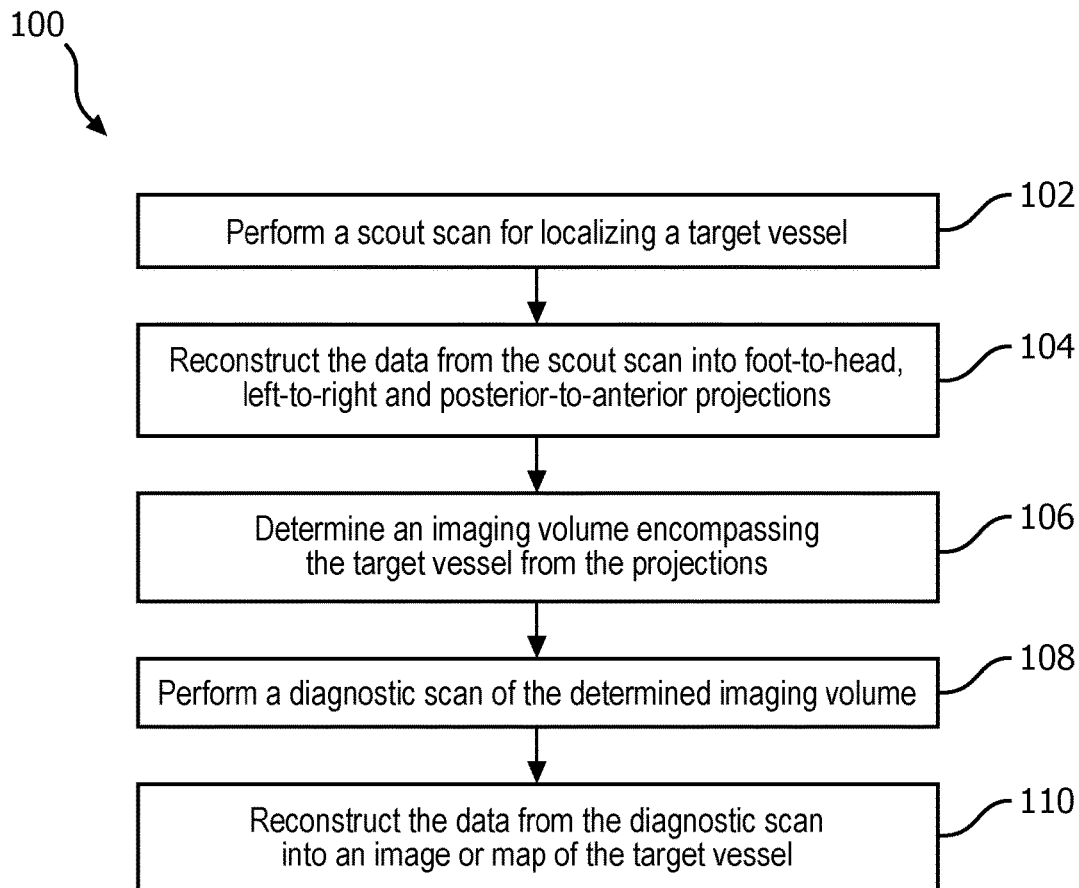 100
102
Perform a scout scan for localizing a target vessel
104
Reconstruct the data from the scout scan into foot-to-head,
left-to-right and posterior-to-anterior projections
106
Determine an imaging volume encompassing
the target vessel from the projections
108
Perform a diagnostic scan of the determined imaging volume
110
Reconstruct the data from the diagnostic scan
into an image or map of the target vessel